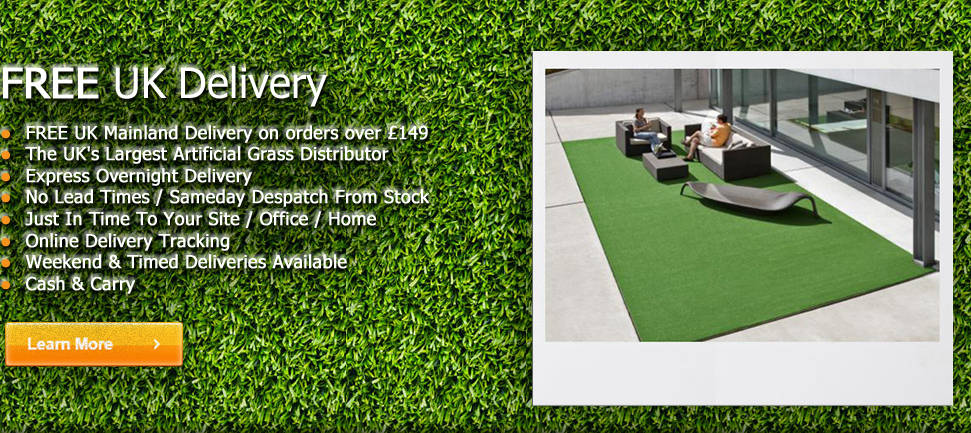 FREE UK Delivery
FREE UK Mainland Delivery on orders over £149
The UK's Largest Artificial Grass Distributor
Express Overnight Delivery
No Lead Times / Sameday Despatch From Stock
Just In Time To Your Site / Office / Home
Online Delivery Tracking
Weekend & Timed Deliveries Available
Cash & Carry
Learn More